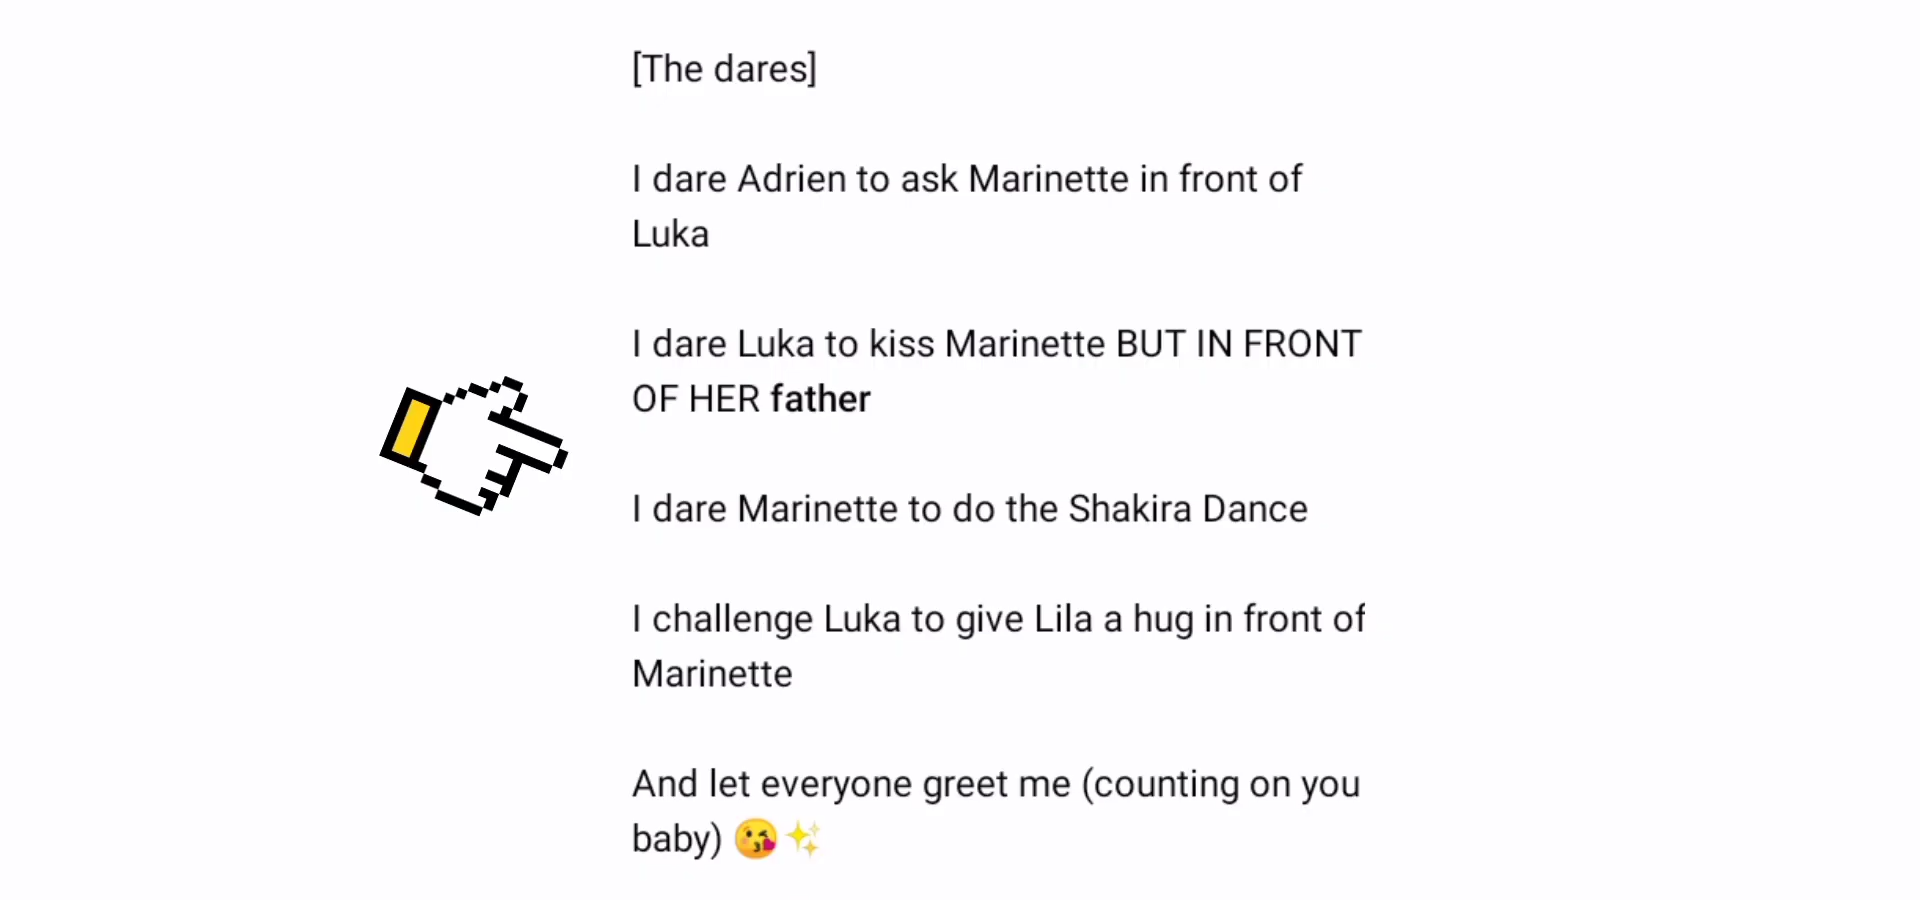 [The dares]
I dare Adrien to ask Marinette in front of
Luka
I dare Luka to kiss Marinette BUT IN FRONT
OF HER father
I dare Marinette to do the Shakira Dance
I challenge Luka to give Lila a hug in front of
Marinette
And let everyone greet me (counting on you
baby) 😘✨